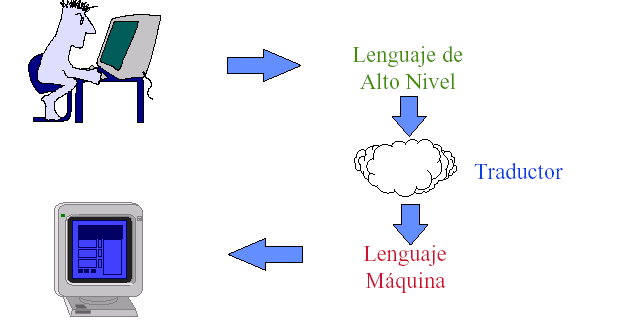 Lenguaje de
Alto Nivel
Traductor
Lenguaje
Máquina